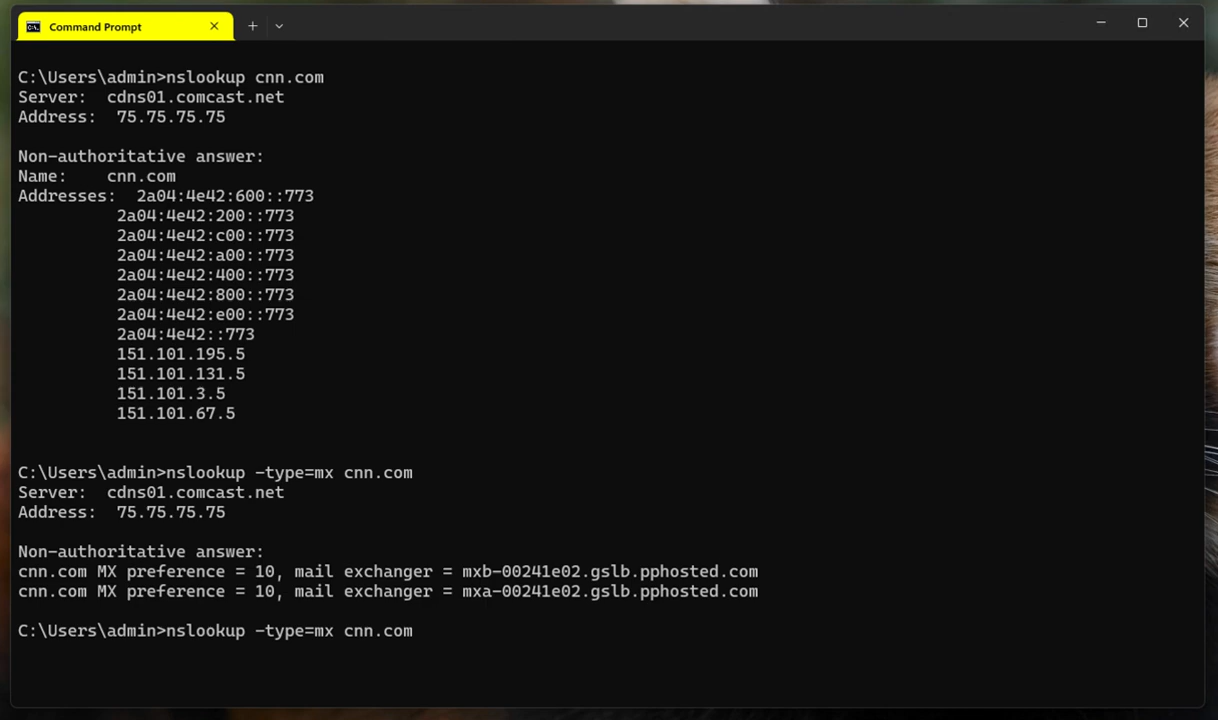 Command Prompt
C:\Users\admin>nslookup cnn.com
Server:  cdns01.comcast.net
Address:  75.75.75.75
Non-authoritative answer:
Name:    cnn.com
Addresses:  2a04:4e42:600::773
2a04:4e42:200::773
2a04:4e42:c00::773
2a04:4e42:a00::773
2a04:4e42:400::773
2a04:4e42:800::773
2a04:4e42:e00::773
2a04:4e42::773
151.101.195.5
151.101.131.5
151.101.3.5
151.101.67.5
C:\Users\admin>nslookup -type=mx cnn.com
Server:  cdns01.comcast.net
Address:  75.75.75.75
Non-authoritative answer:
cnn.com MX preference = 10, mail exchanger = mxb-00241e02.gslb.pphosted.com
cnn.com MX preference = 10, mail exchanger = mxa-00241e02.gslb.pphosted.com
C:\Users\admin>nslookup -type=mx cnn.com